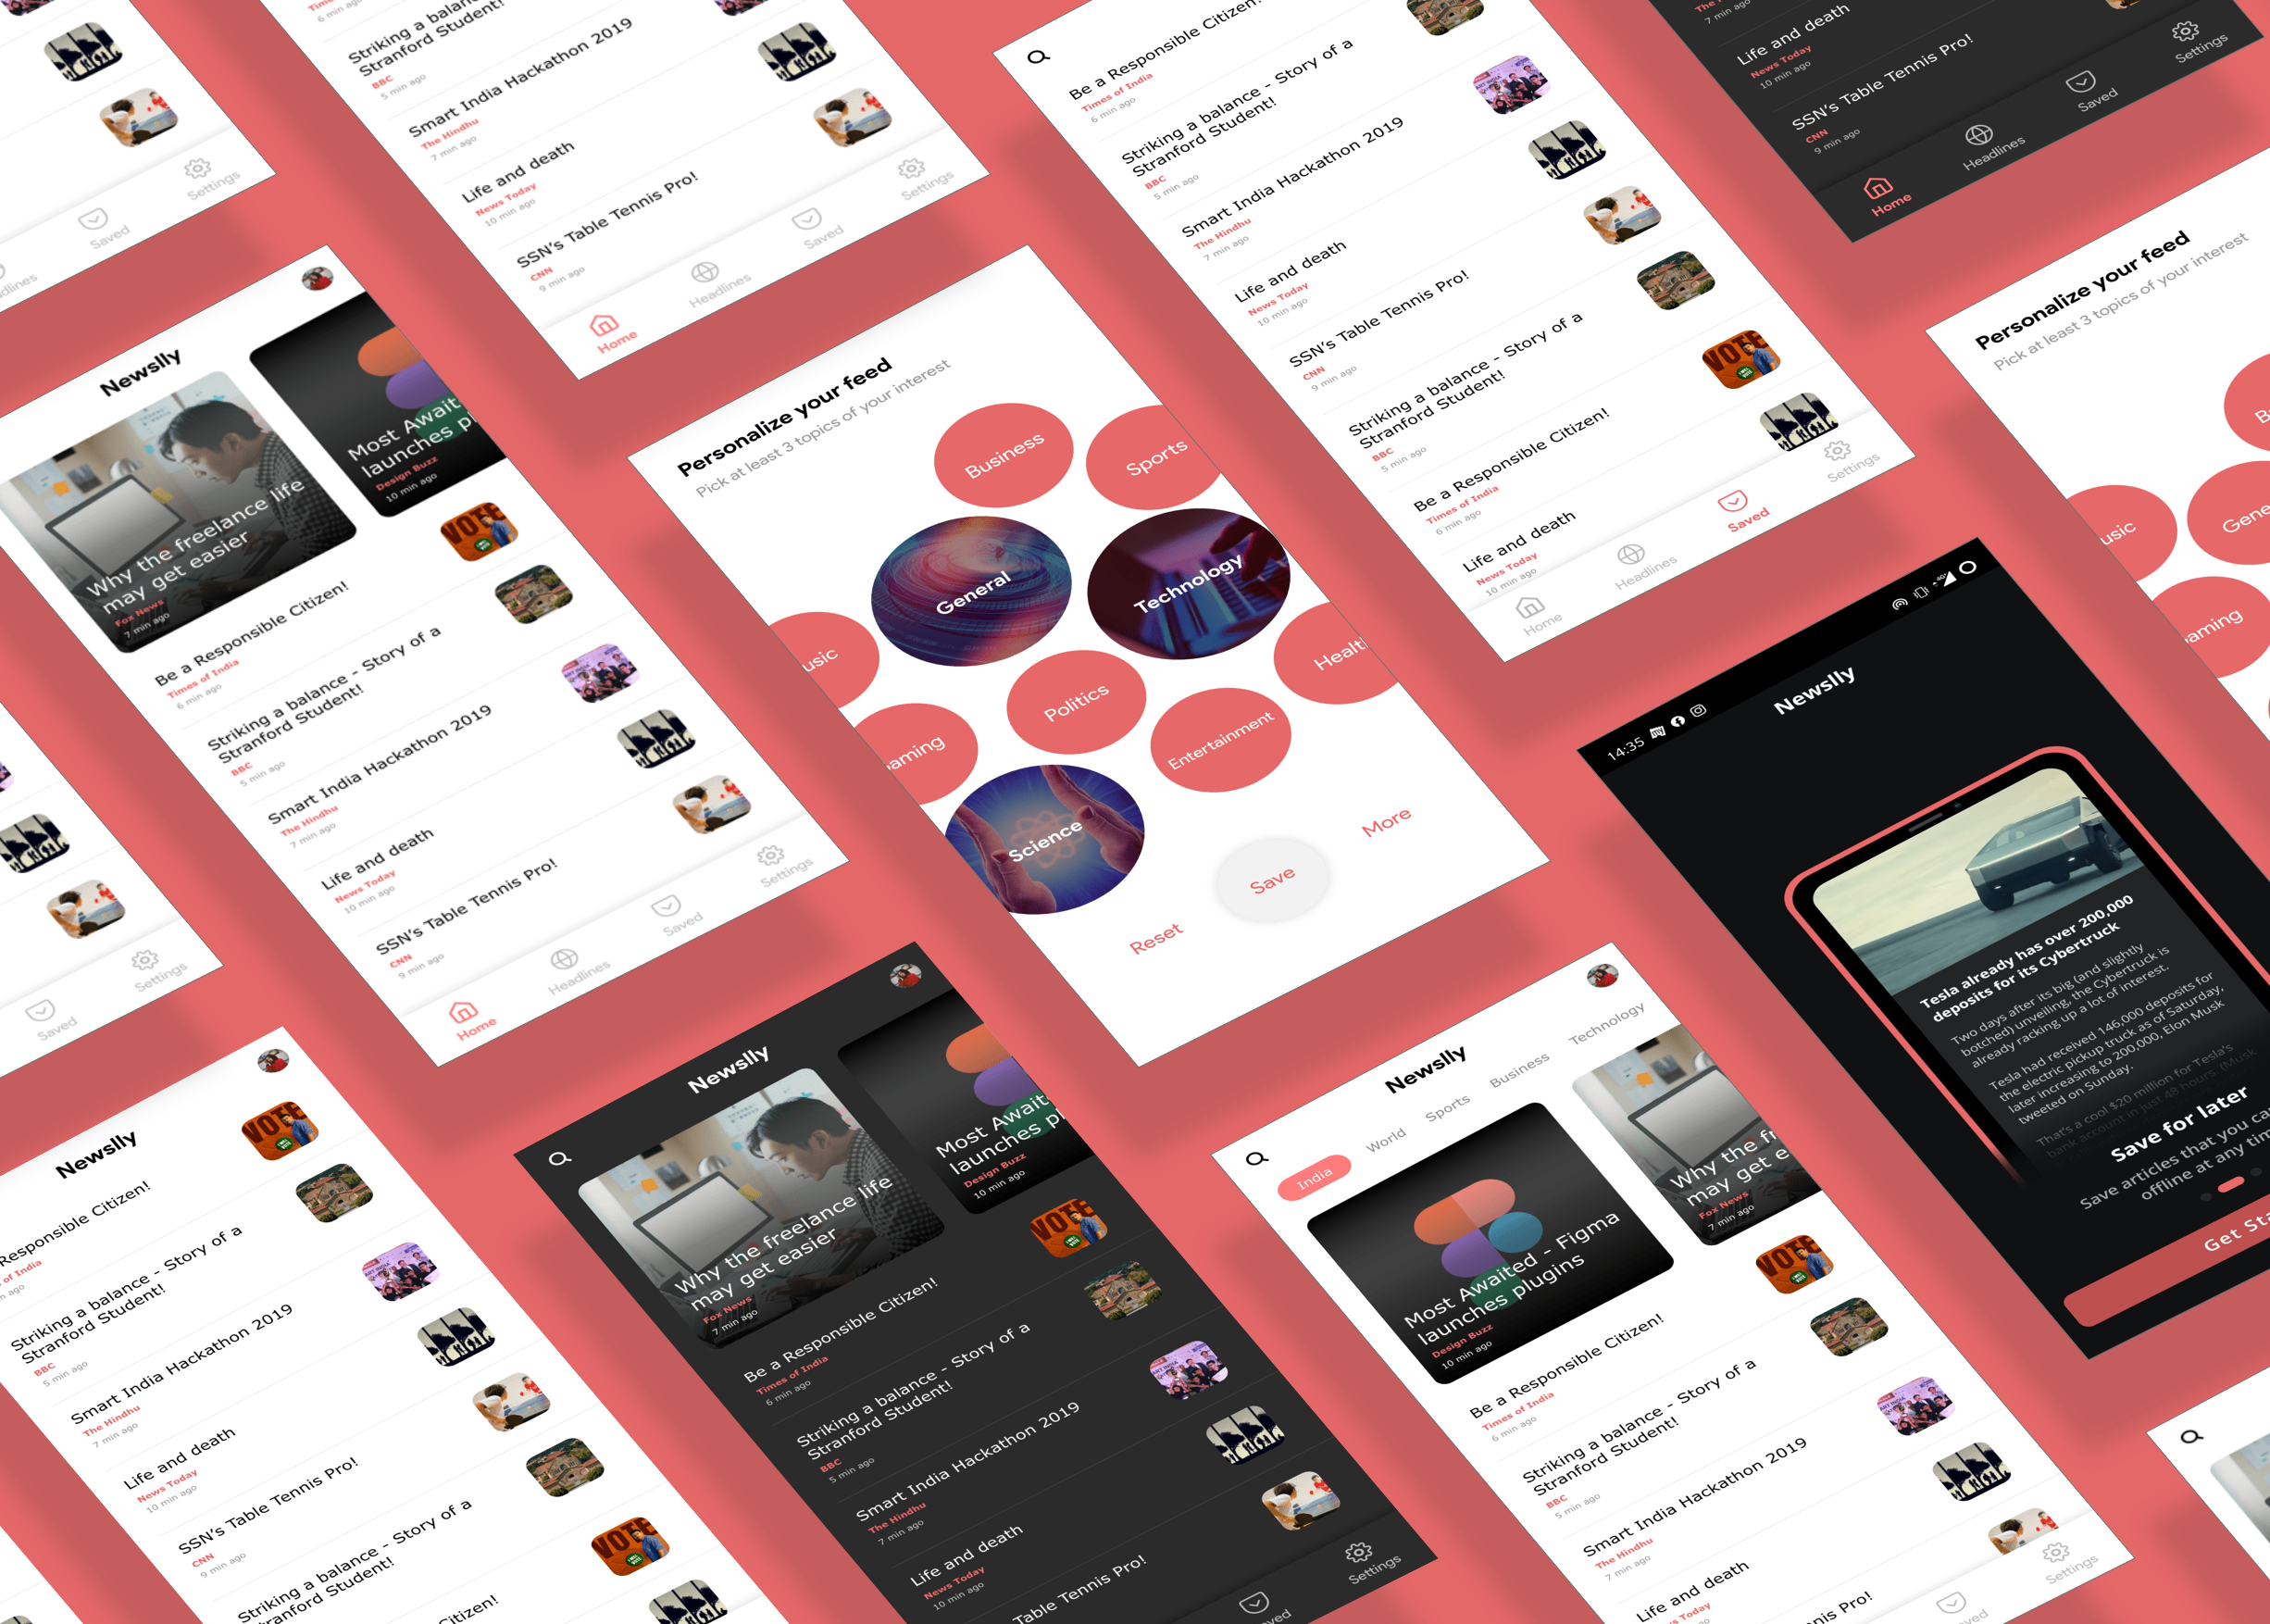 Striking a balance - Story of a
Stranford Student!
BBC
5 min ago
Smart India Hackathon 2019
The Hindhu
7 min ago
Life and death
News Today
10 min ago
SSN's Table Tennis Pro!
CNN
9 min ago
Home
Headlines
Saved
Settings
Saved
Settings
Be a Responsible Citizen!
Times of India
6 min ago
Striking a balance - Story of a
Stranford Student!
BBC
5 min ago
Smart India Hackathon 2019
The Hindhu
7 min ago
Life and death
News Today
10 min ago
SSN's Table Tennis Pro!
CNN
9 min ago
Striking a balance - Story of a
Stranford Student!
BBC
5 min ago
Be a Responsible Citizen!
Times of India
6 min ago
Life and death
News Today
10 min ago
Home
Headlines
Saved
Settings
7 min ago
Life and death
News Today
10 min ago
SSN's Table Tennis Pro!
CNN
9 min ago
Home
Headlines
Saved
Settings
Newslly
Why the freelance life
may get easier
Fox News
7 min ago
Most Await
launches pl
Design Buzz
10 min ago
VOTE
Be a Responsible Citizen!
Times of India
6 min ago
Striking a balance - Story of a
Stranford Student!
BBC
5 min ago
Smart India Hackathon 2019
The Hindhu
7 min ago
Life and death
News Today
10 min ago
SSN's Table Tennis Pro!
CNN
9 min ago
Home
Headlines
Saved
Settings
Personalize your feed
Pick at least 3 topics of your interest
Business
Sports
General
Technology
usic
Politics
Healt
aming
Entertainment
Science
Reset
Save
More
Personalize your feed
Pick at least 3 topics of your interest
B
usic
Gene
aming
14:35
4G
Newslly
Tesla already has over 200,000
deposits for its Cybertruck
Two days after its big (and slightly
botched) unveiling, the Cybertruck is
already racking up a lot of interest.
Tesla had received 146,000 deposits for
the electric pickup truck as of Saturday,
later increasing to 200,000, Elon Musk
tweeted on Sunday.
That's a cool $20 million for Tesla's
bank account in just 48 hours. (Musk
Save for later
Save articles that you ca
offline at any tim
Get Sta
Saved
Settings
Newslly
VOTE
Responsible Citizen!
of India
ago
Striking a balance - Story of a
Stranford Student!
BBC
5 min ago
Smart India Hackathon 2019
The Hindhu
7 min ago
Life and death
News Today
10 min ago
SSN's Table Tennis Pro!
CNN
9 min ago
Striking a balance - Story of a
ranford Student!
VOTE
Citizen!
Newslly
Why the freelance life
may get easier
Fox News
7 min ago
Most Await
launches pl
Design Buzz
10 min ago
VOTE
Be a Responsible Citizen!
Times of India
6 min ago
Striking a balance - Story of a
Stranford Student!
BBC
5 min ago
Smart India Hackathon 2019
The Hindhu
7 min ago
Life and death
News Today
10 min ago
Table Tennis Pro!
ved
Settings
Newslly
India
World
Sports
Business
Technology
Most Awaited - Figma
launches plugins
Design Buzz
10 min ago
Why the fr
may get e
Fox News
7 min ago
VOTE
Be a Responsible Citizen!
Times of India
6 min ago
Striking a balance - Story of a
Stranford Student!
BBC
5 min ago
Smart India Hackathon 2019
The Hindhu
7 min ago
Life and death
ws Today
min ago
nnis Pro!
Saved
Settings